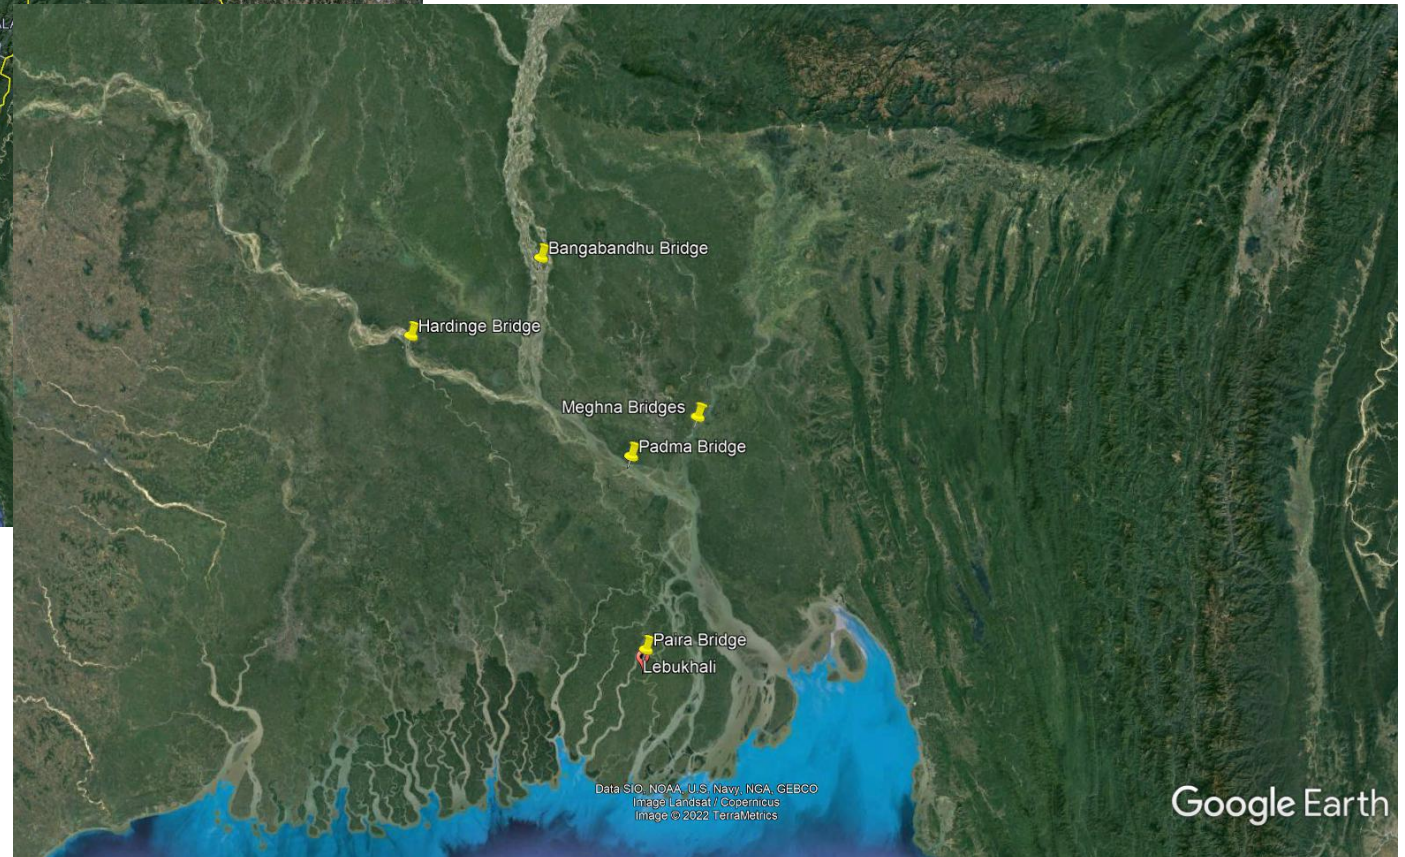 Bangabandhu Bridge
Hardinge Bridge
Meghna Bridges
Padma Bridge
Paira Bridge
Lebukhali
Data SIO, NOAA, U.S. Navy, NGA, GEBCO
Image Landsat / Copernicus
Image © 2022 TerraMetrics
Google Earth